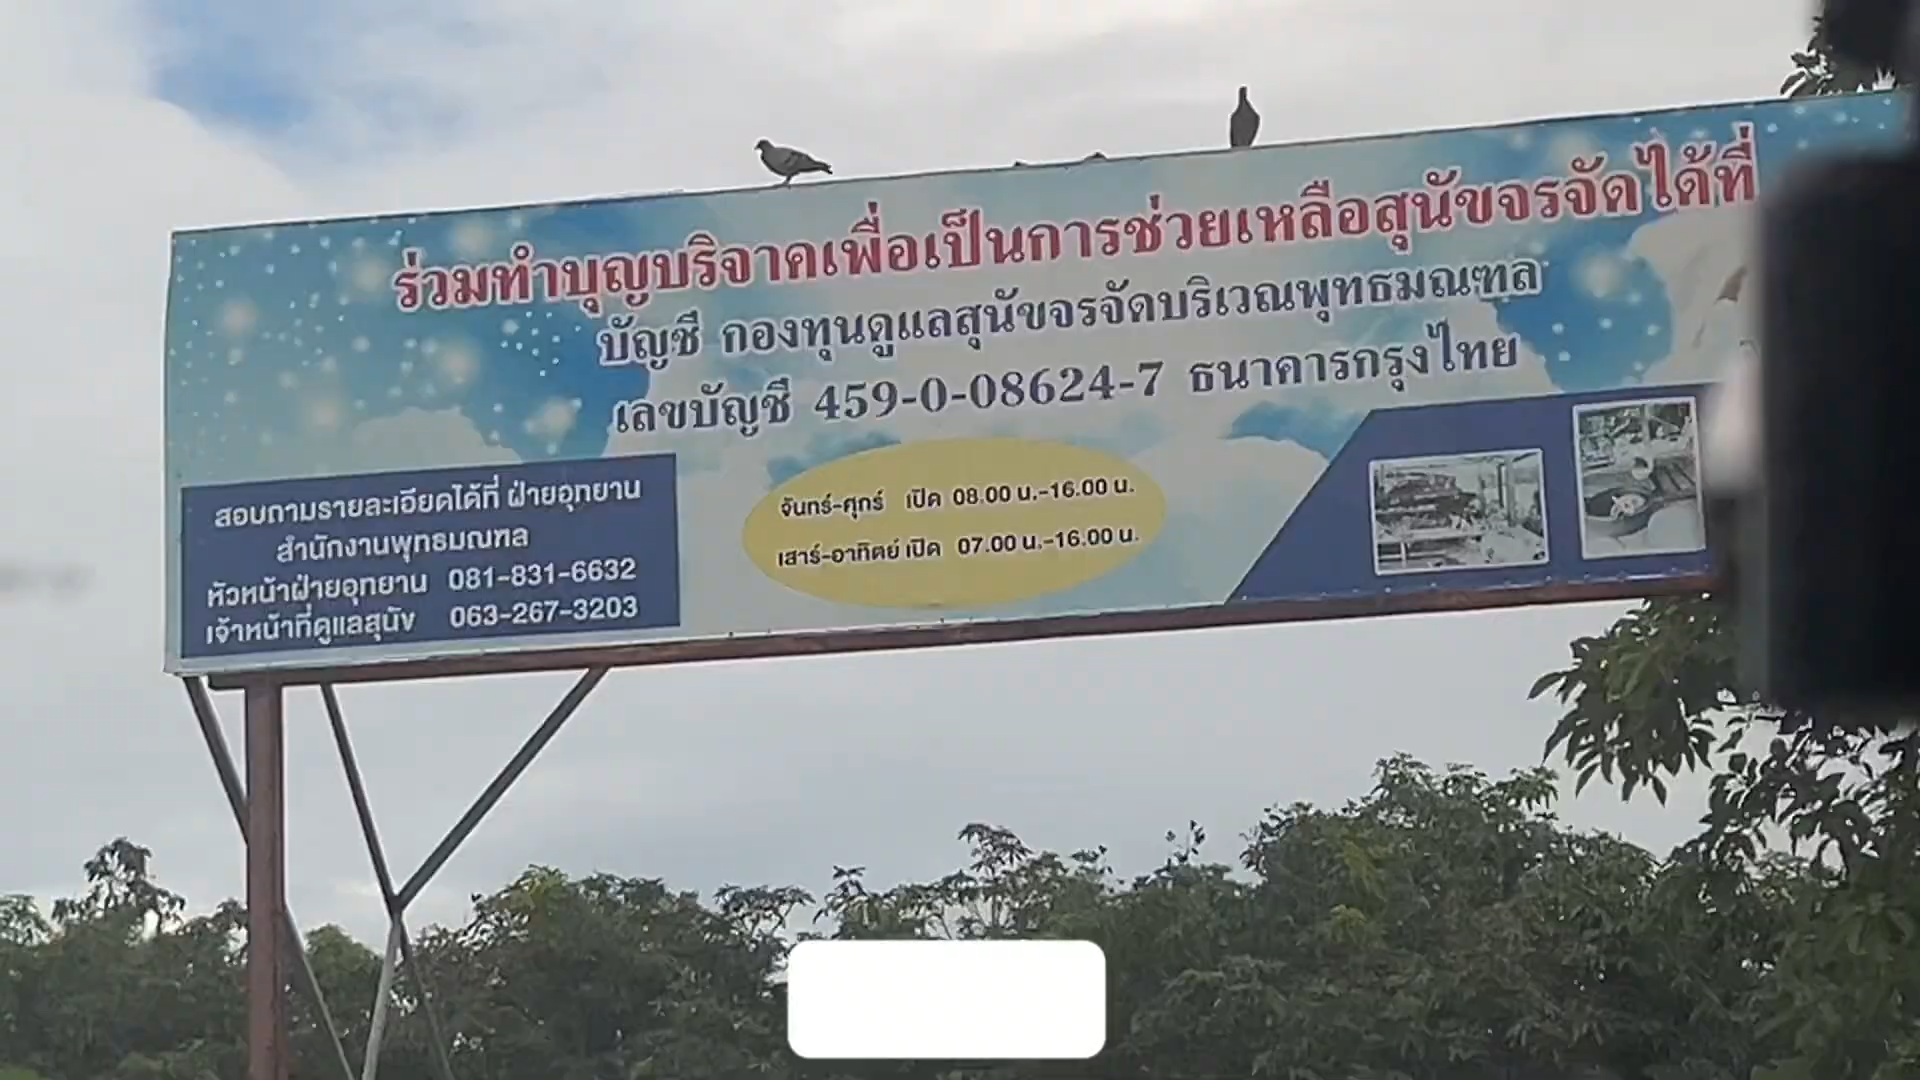 ร่วมทำบุญบริจาคเพื่อเป็นการช่วยเหลือสุนัขจรจัดได้ที่
บัญชี กองทุนดูแลสุนัขจรจัดบริเวณพุทธมณฑล
เลขบัญชี 459-0-08624-7 ธนาคารกรุงไทย
สอบถามรายละเอียดได้ที่ ฝ่ายอุทยาน
สำนักงานพุทธมณฑล
หัวหน้าฝ่ายอุทยาน 081-831-6632
เจ้าหน้าที่ดูแลสุนัข 063-267-3203
จันทร์-ศุกร์ เปิด 08.00 น.-16.00 น.
เสาร์-อาทิตย์ เปิด 07.00 น.-16.00 น.